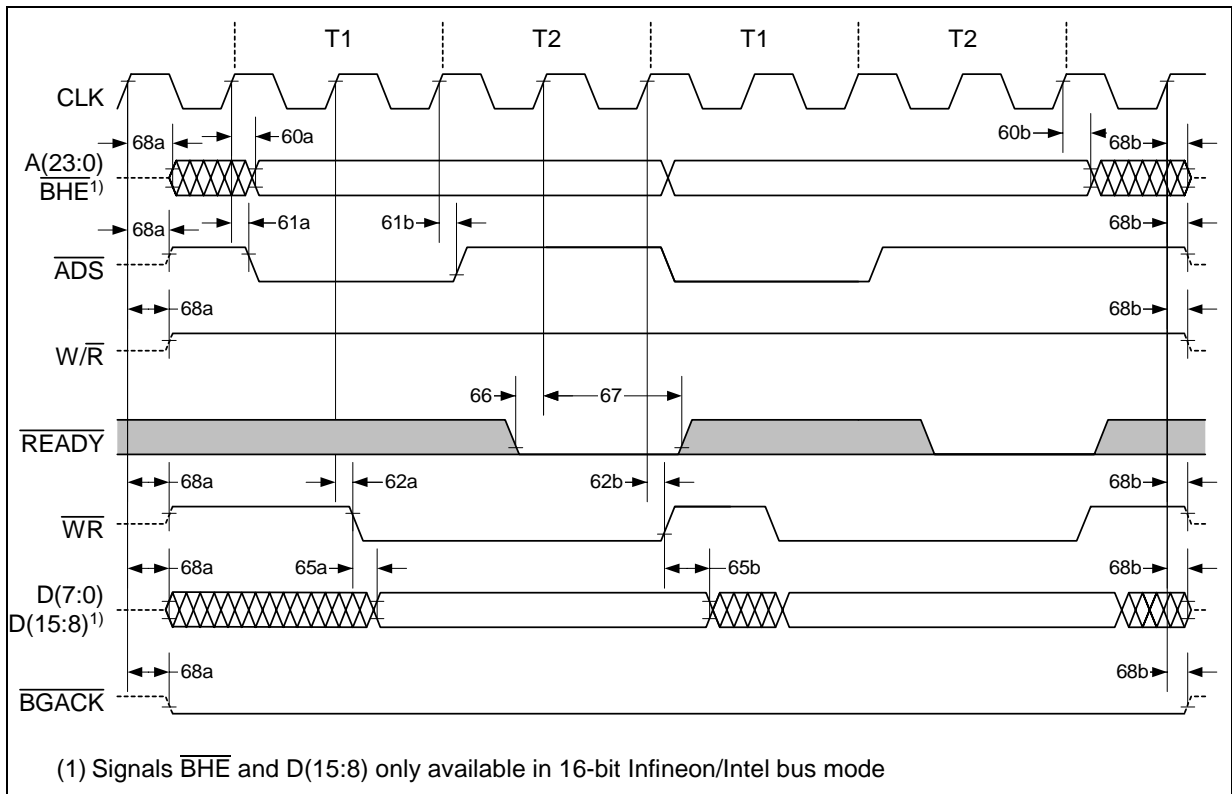 T1 T2 T1 T2
CLK
68a 60a 60b 68b
A(23:0)
BHE1)
68a 61a 61b 68b
ADS
68a 68b
W/R
66 67
READY
68a 62a 62b 68b
WR
68a 65a 65b 68b
D(7:0)
D(15:8)1)
68a 68b
BGACK
(1) Signals BHE and D(15:8) only available in 16-bit Infineon/Intel bus mode